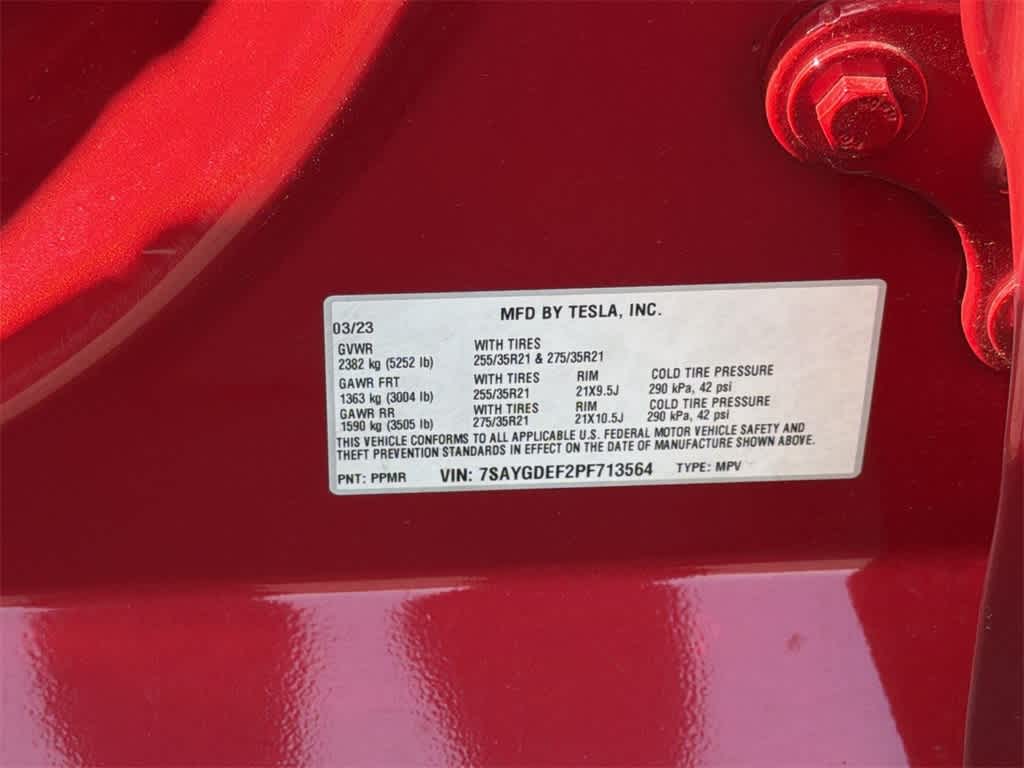 MFD BY TESLA, INC.
03/23
GVWR WITH TIRES
2382 kg (5252 lb) 255/35R21 & 275/35R21
GAWR FRT WITH TIRES RIM COLD TIRE PRESSURE
1363 kg (3004 lb) 255/35R21 21X9.5J 290 kPa, 42 psi
GAWR RR WITH TIRES RIM COLD TIRE PRESSURE
1590 kg (3505 lb) 275/35R21 21X10.5J 290 kPa, 42 psi
THIS VEHICLE CONFORMS TO ALL APPLICABLE U.S. FEDERAL MOTOR VEHICLE SAFETY AND
THEFT PREVENTION STANDARDS IN EFFECT ON THE DATE OF MANUFACTURE SHOWN ABOVE.
PNT: PPMR VIN: 7SAYGDEF2PF713564 TYPE: MPV